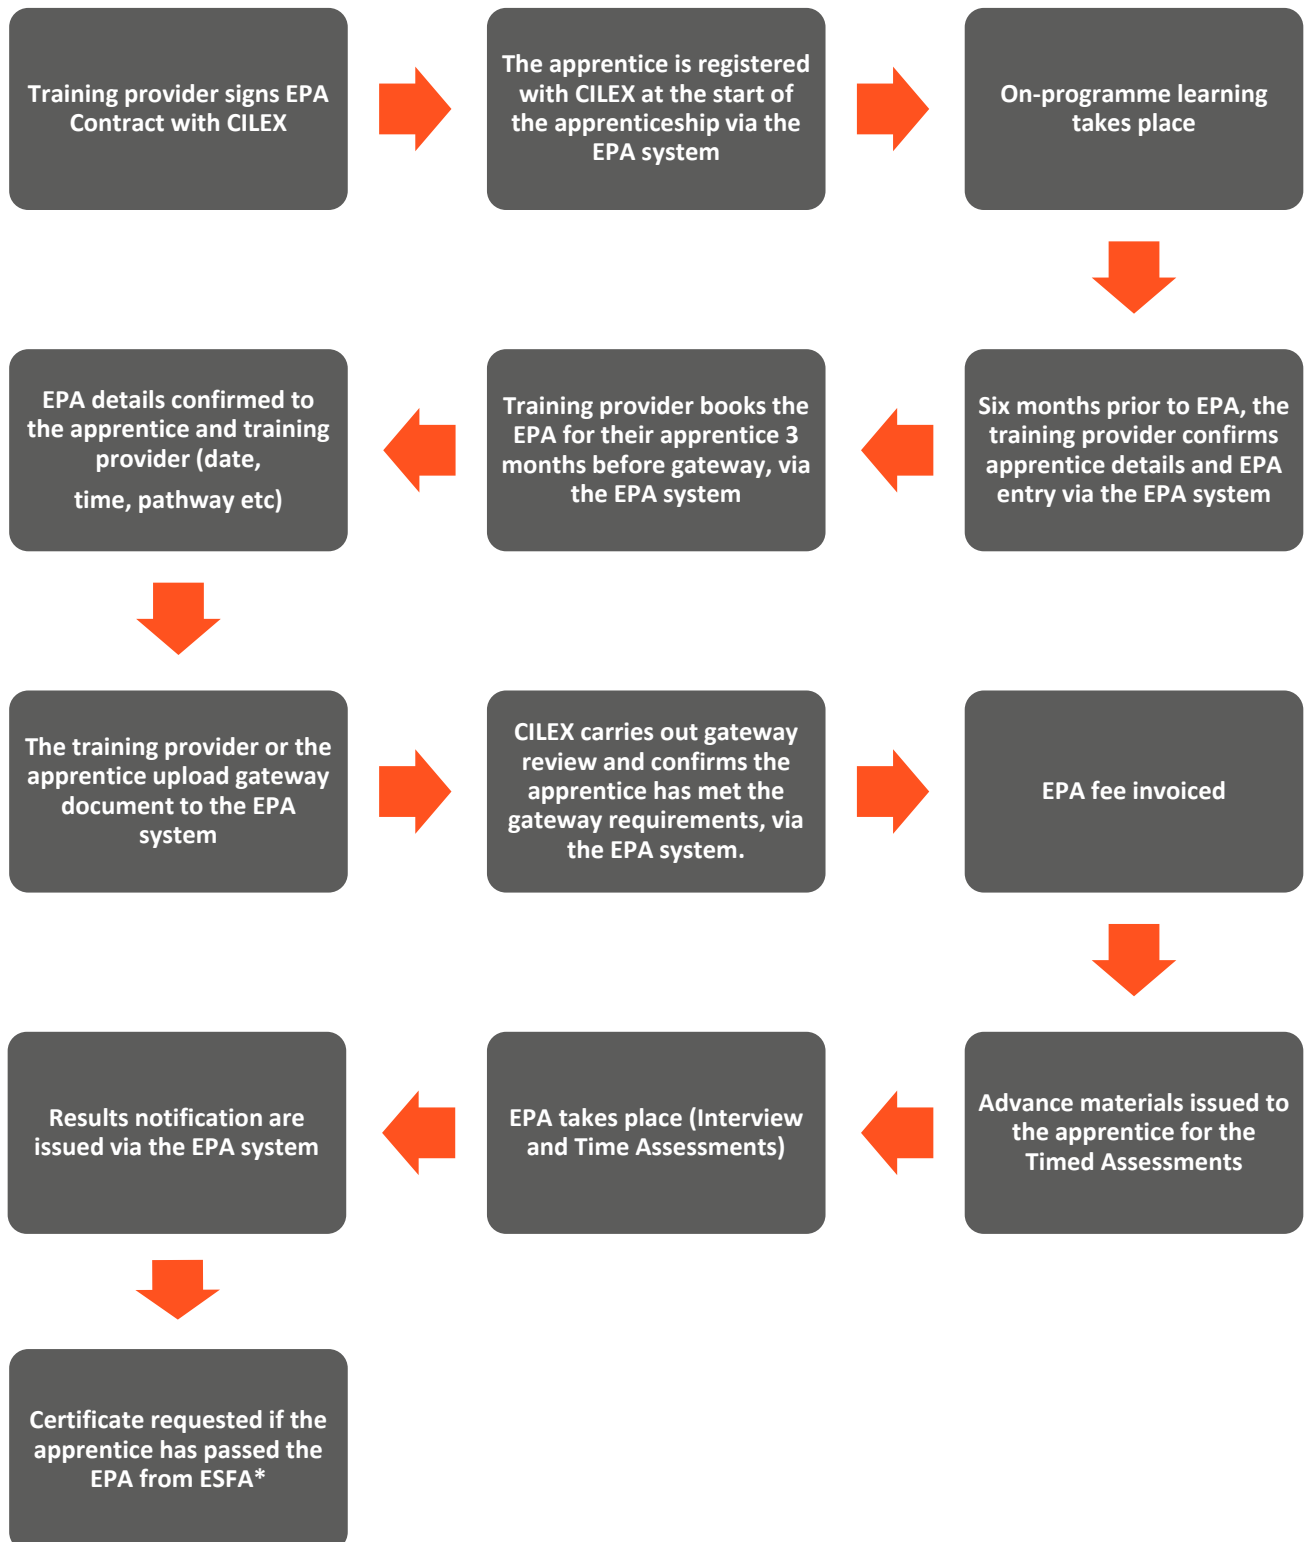 Training provider signs EPA
Contract with CILEX
The apprentice is registered
with CILEX at the start of
the apprenticeship via the
EPA system
On-programme learning
takes place
Six months prior to EPA, the
training provider confirms
apprentice details and EPA
entry via the EPA system
Training provider books the
EPA for their apprentice 3
months before gateway, via
the EPA system
EPA details confirmed to
the apprentice and training
provider (date,
time, pathway etc)
The training provider or the
apprentice upload gateway
document to the EPA
system
CILEX carries out gateway
review and confirms the
apprentice has met the
gateway requirements, via
the EPA system.
EPA fee invoiced
Advance materials issued to
the apprentice for the
Timed Assessments
EPA takes place (Interview
and Time Assessments)
Results notification are
issued via the EPA system
Certificate requested if the
apprentice has passed the
EPA from ESFA*